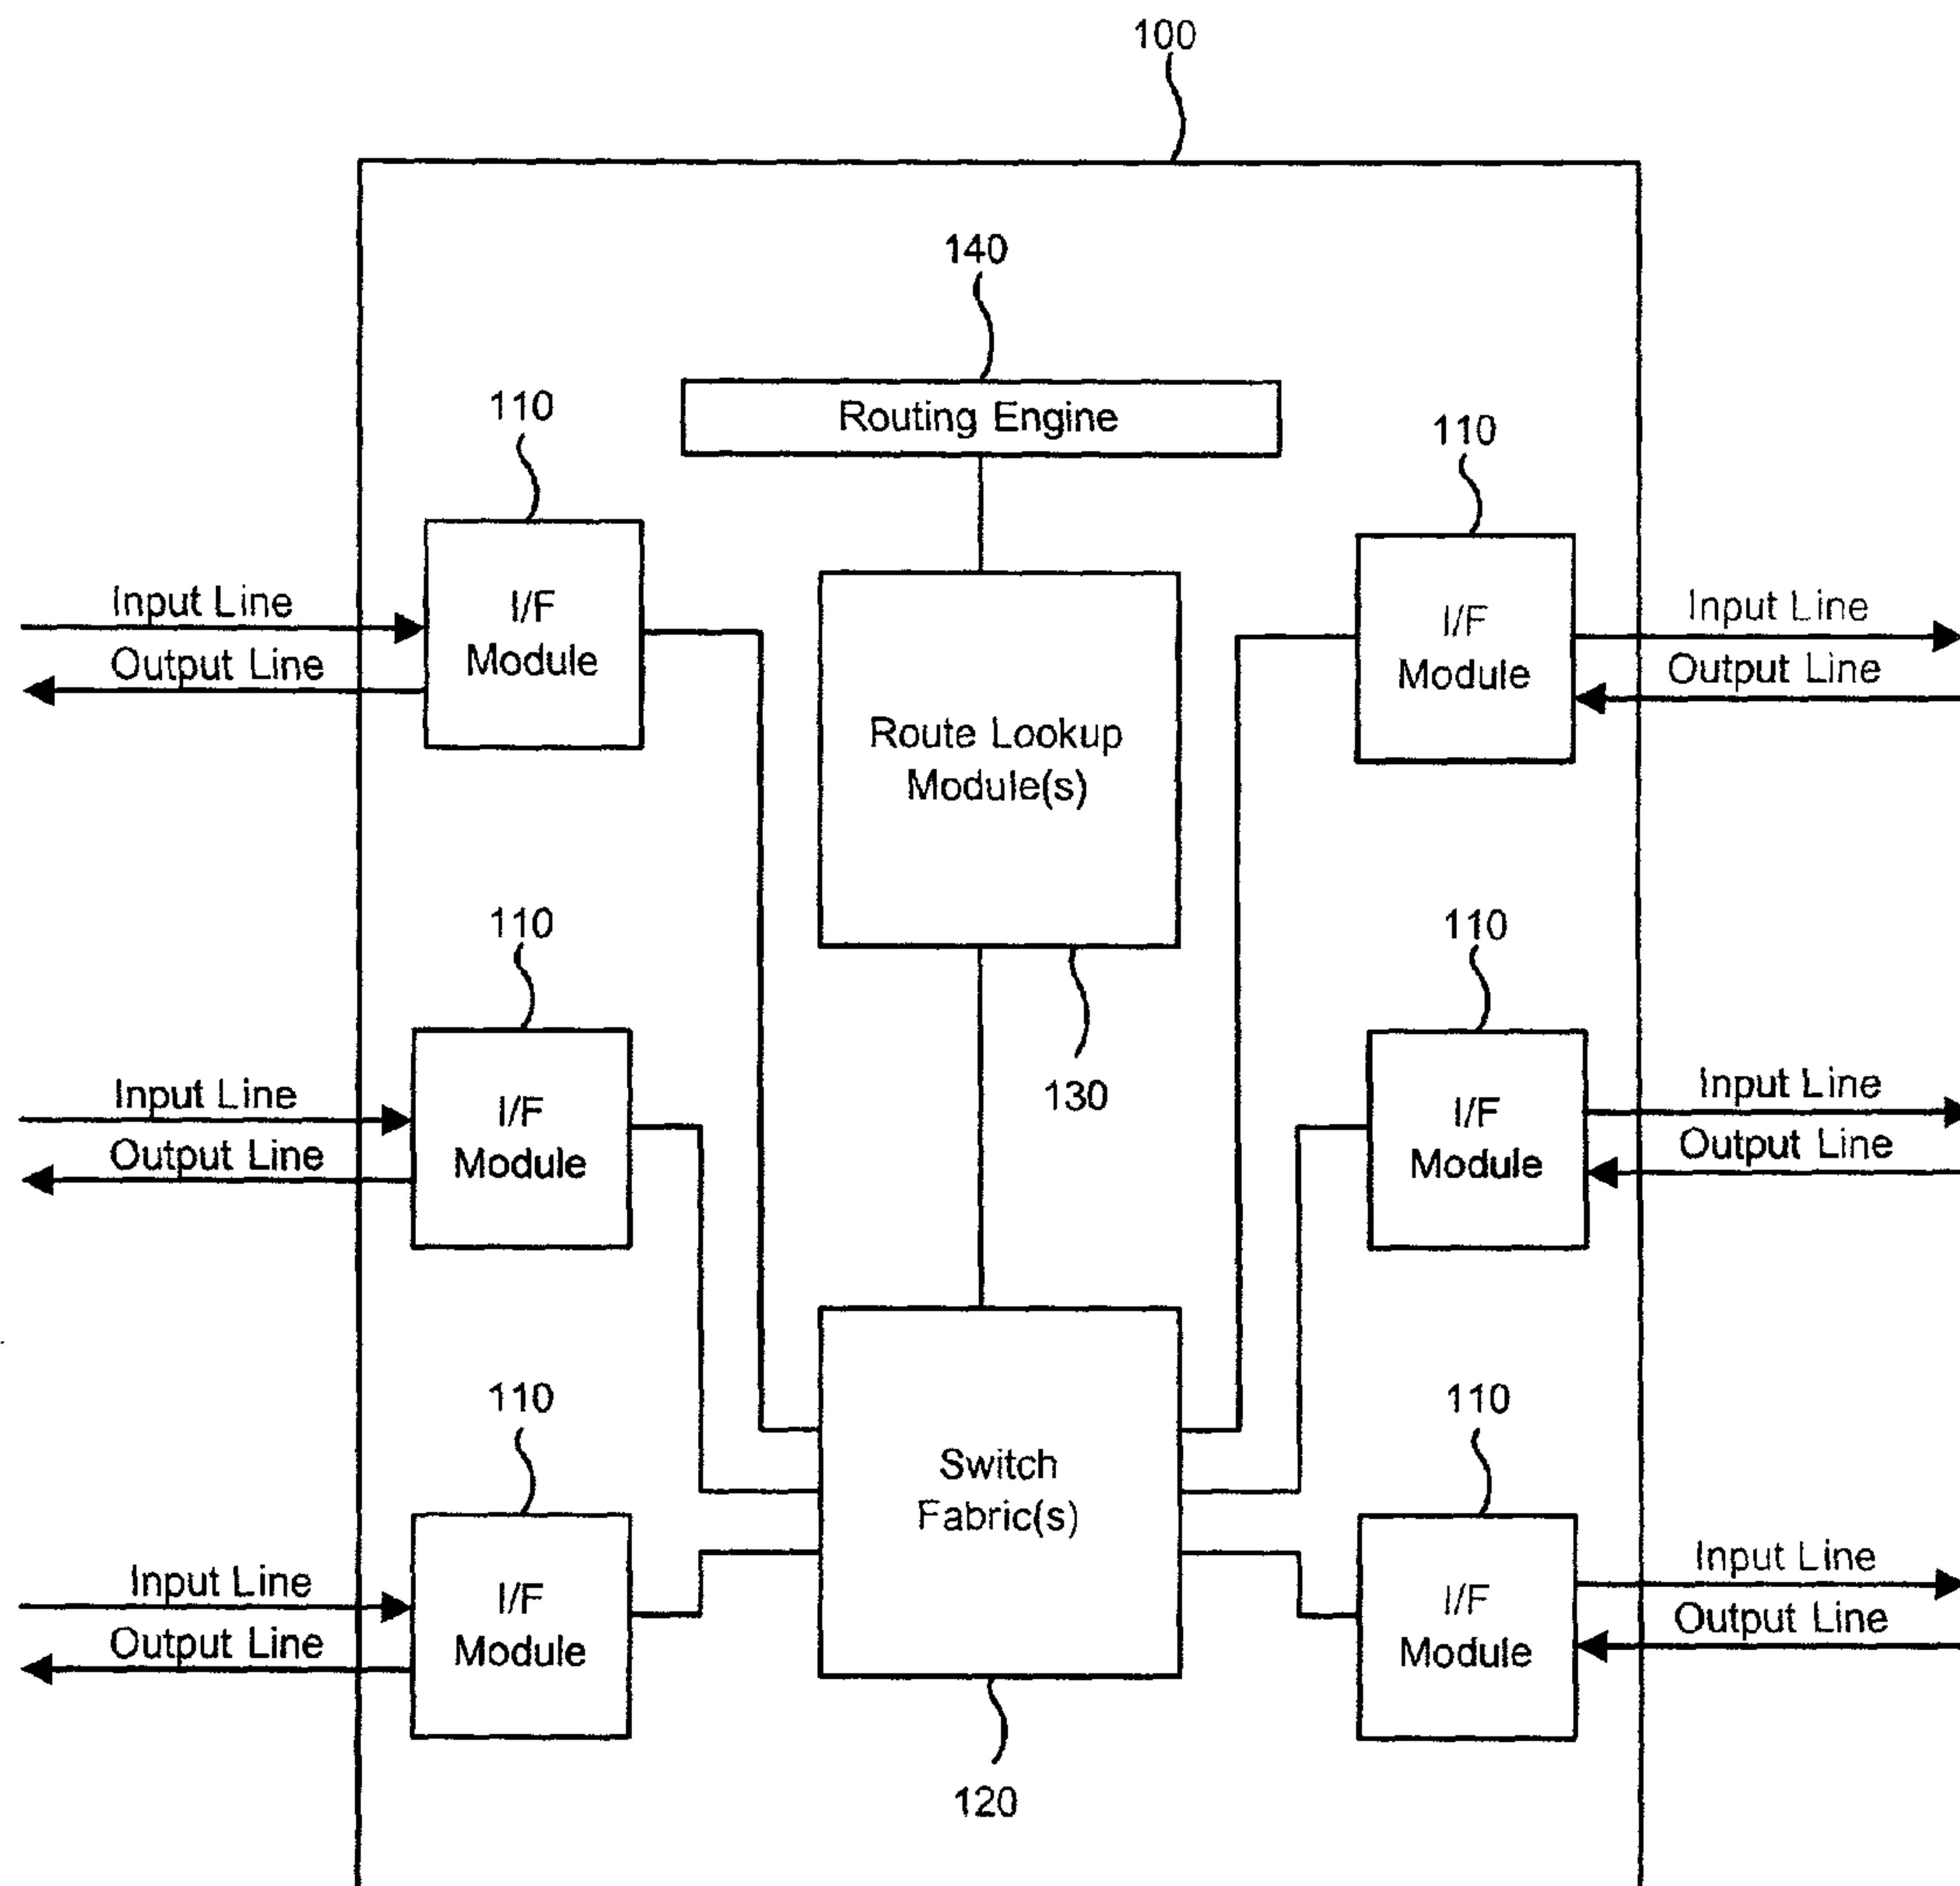 100
140
Routing Engine
110
110
I/F
Module
Input Line
Output Line
I/F
Module
Input Line
Output Line
Route Lookup
Module(s)
130
110
110
I/F
Module
Input Line
Output Line
I/F
Module
Input Line
Output Line
110
110
Switch
Fabric(s)
I/F
Module
Input Line
Output Line
I/F
Module
Input Line
Output Line
120